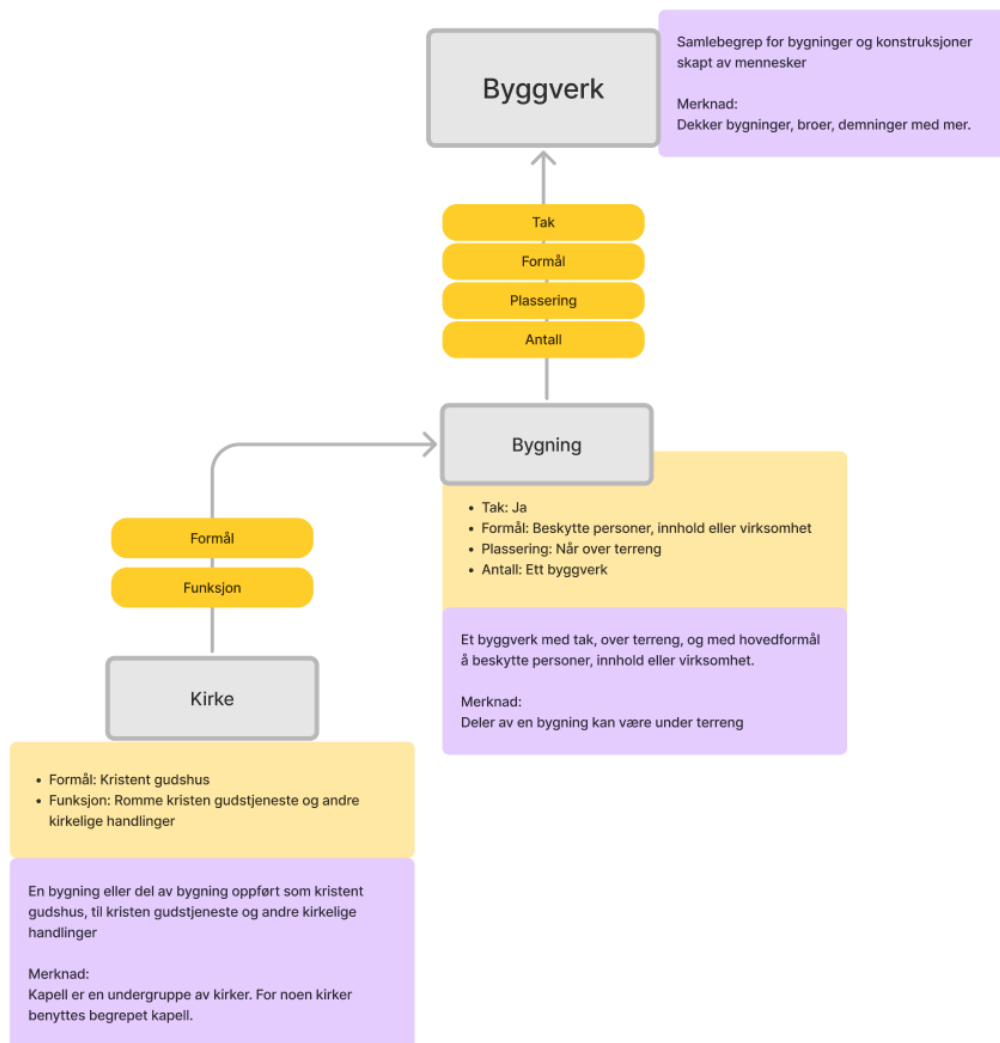 Byggverk
Samlebegrep for bygninger og konstruksjoner
skapt av mennesker
Merknad:
Dekker bygninger, broer, demninger med mer.
Tak
Formål
Plassering
Antall
Bygning
• Tak: Ja
• Formål: Beskytte personer, innhold eller virksomhet
• Plassering: Når over terreng
• Antall: Ett byggverk
Et byggverk med tak, over terreng, og med hovedformål
å beskytte personer, innhold eller virksomhet.
Merknad:
Deler av en bygning kan være under terreng
Formål
Funksjon
Kirke
• Formål: Kristent gudshus
• Funksjon: Romme kristen gudstjeneste og andre
kirkelige handlinger
En bygning eller del av bygning oppført som kristent
gudshus, til kristen gudstjeneste og andre kirkelige
handlinger
Merknad:
Kapell er en undergruppe av kirker. For noen kirker
benyttes begrepet kapell.